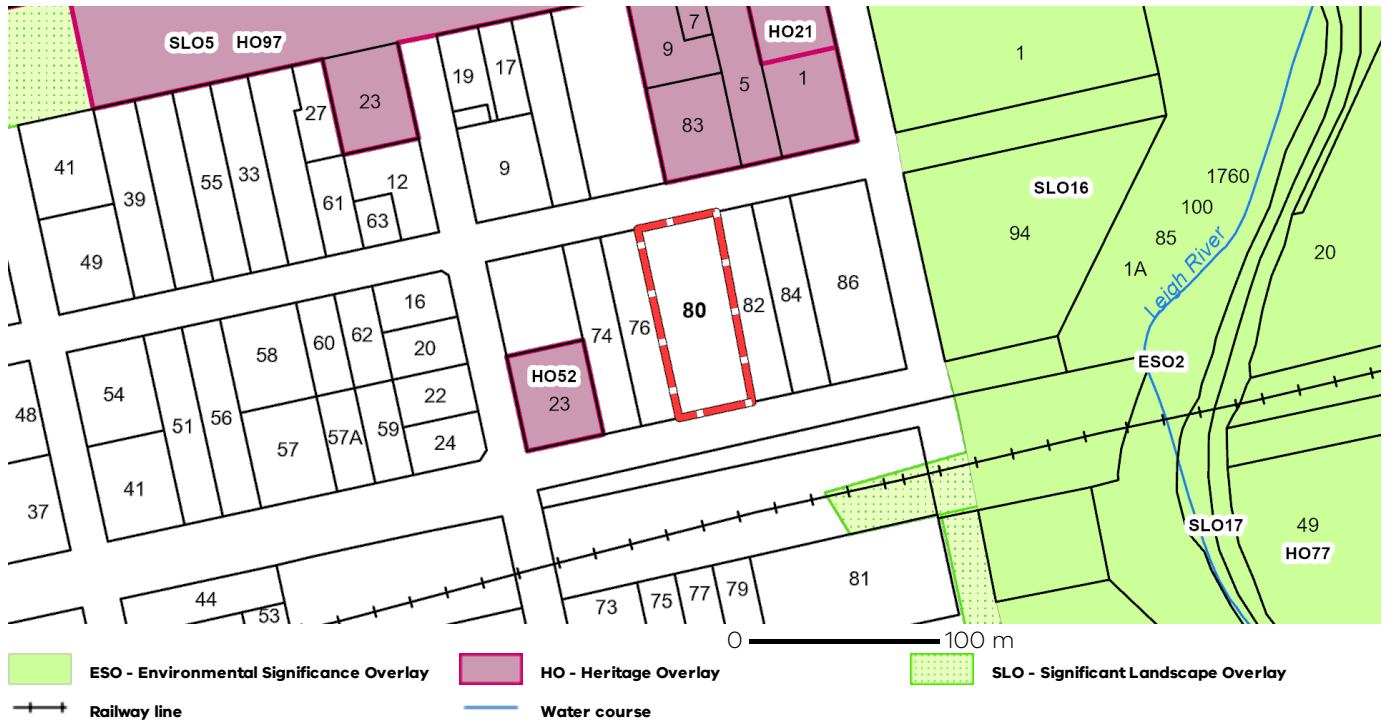 SLO5 HO97
7
HO21
9
19 17
1
1
5
27
23
83
41
39
55 33
9
12
61
63
49
94
SLO16
1760
100
85
1A
Leigh River
20
16
60 62
58
20
54
51 56
22
57 57A 59
24
48
41
37
74 76
80
82 84 86
HO52
23
ESO2
SLO17
49
HO77
44
53
73 75 77 79 81
0 100 m
ESO - Environmental Significance Overlay
HO - Heritage Overlay
SLO - Significant Landscape Overlay
Railway line
Water course